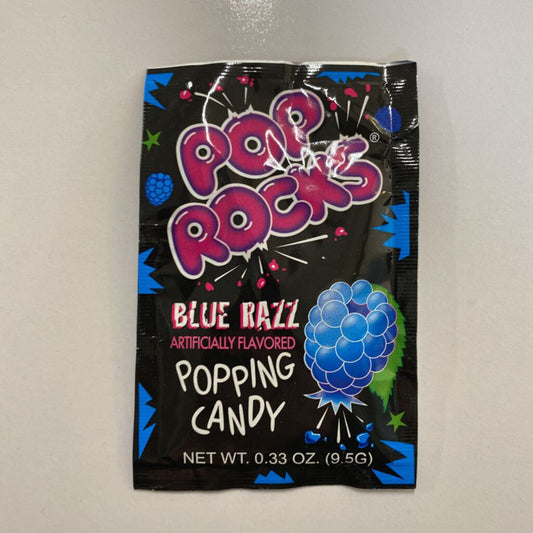 POP
ROCKS®
BLUE RAZZ
ARTIFICIALLY FLAVORED
POPPING
CANDY
NET WT. 0.33 OZ. (9.5G)